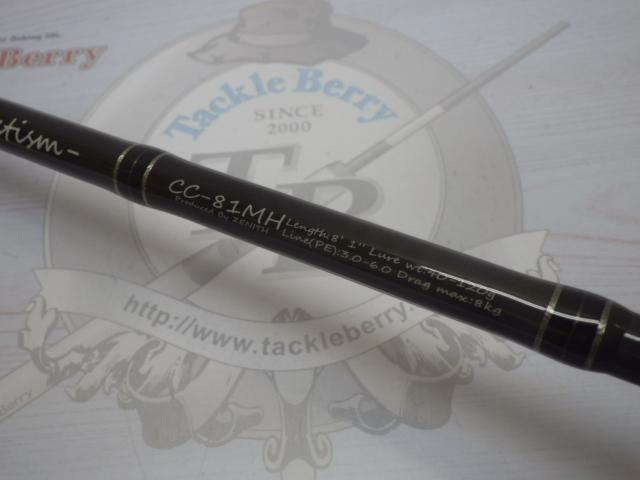 Berry
Tackle Berry
SINCE
2000
TB
tism-
CC-81MH Length:8' 1" Lure wt:40-120g
Produced By ZENITH Line(PE):3.0-6.0 Drag max:8kg
http://www.tackleberry.
Berry